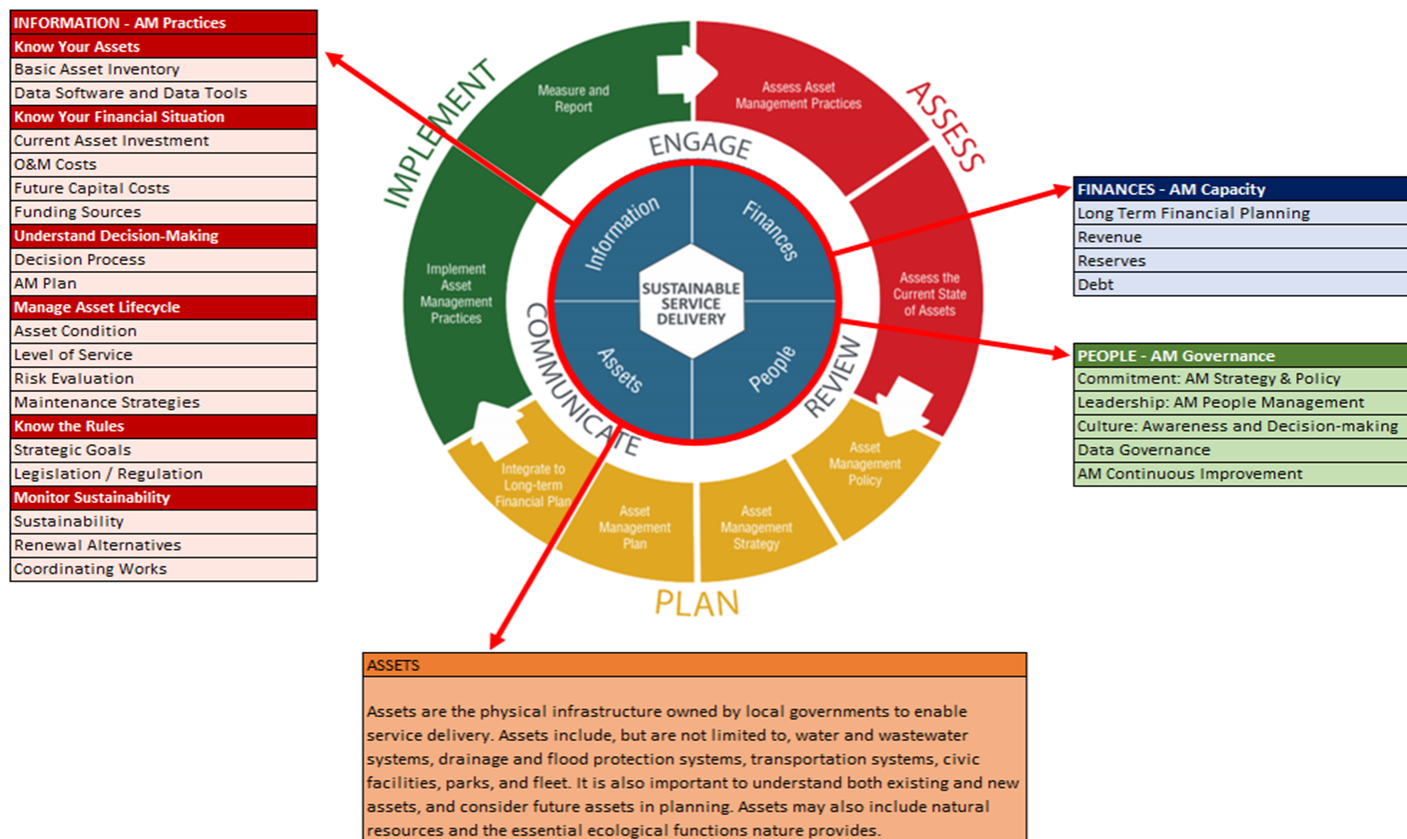 INFORMATION - AM Practices
Know Your Assets
Basic Asset Inventory
Data Software and Data Tools
Know Your Financial Situation
Current Asset Investment
O&M Costs
Future Capital Costs
Funding Sources
Understand Decision-Making
Decision Process
AM Plan
Manage Asset Lifecycle
Asset Condition
Level of Service
Risk Evaluation
Maintenance Strategies
Know the Rules
Strategic Goals
Legislation / Regulation
Monitor Sustainability
Sustainability
Renewal Alternatives
Coordinating Works
IMPLEMENT
Measure and
Report
Implement
Asset
Management
Practices
ASSESS
Assess Asset
Management Practices
Assess the
Current State
of Assets
PLAN
Asset
Management
Policy
Asset
Management
Strategy
Asset
Management
Plan
Integrate to
Long-term
Financial Plan
ENGAGE
REVIEW
COMMUNICATE
Information
Finances
Assets
People
SUSTAINABLE
SERVICE
DELIVERY
FINANCES - AM Capacity
Long Term Financial Planning
Revenue
Reserves
Debt
PEOPLE - AM Governance
Commitment: AM Strategy & Policy
Leadership: AM People Management
Culture: Awareness and Decision-making
Data Governance
AM Continuous Improvement
ASSETS
Assets are the physical infrastructure owned by local governments to enable
service delivery. Assets include, but are not limited to, water and wastewater
systems, drainage and flood protection systems, transportation systems, civic
facilities, parks, and fleet. It is also important to understand both existing and new
assets, and consider future assets in planning. Assets may also include natural
resources and the essential ecological functions nature provides.